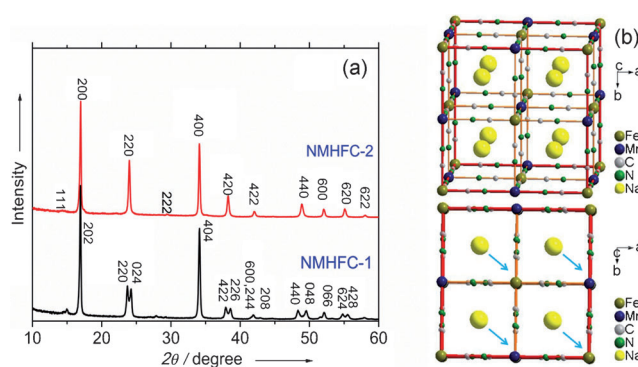 (a)
Intensity
200
400
220
NMHFC-2
111
222
420
422
440
600
620
622
202
404
NMHFC-1
220
024
422
226
600,244
208
440
048
066
624
428
10
20
30
40
50
60
2θ / degree
(b)
c
a
b
Fe
Mn
C
N
Na
c
a
b
Fe
Mn
C
N
Na